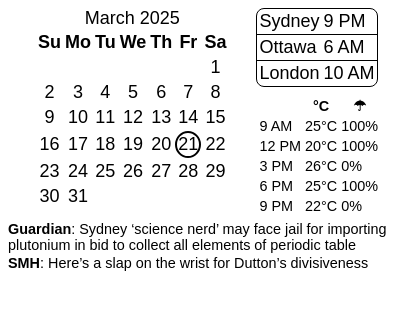 March 2025
Su Mo Tu We Th Fr Sa
1
2 3 4 5 6 7 8
9 10 11 12 13 14 15
16 17 18 19 20 21 22
23 24 25 26 27 28 29
30 31
Sydney 9 PM
Ottawa 6 AM
London 10 AM
°C ☂
9 AM 25°C 100%
12 PM 20°C 100%
3 PM 26°C 0%
6 PM 25°C 100%
9 PM 22°C 0%
Guardian: Sydney ‘science nerd’ may face jail for importing
plutonium in bid to collect all elements of periodic table
SMH: Here’s a slap on the wrist for Dutton’s divisiveness